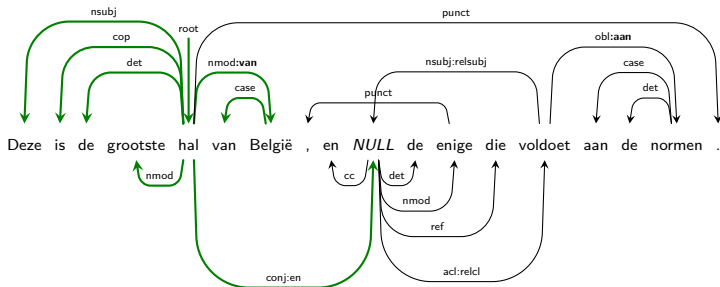 punct
nsubj
root
cop
obl:aan
det
nmod:van
nsubj:relsubj
case
case
punct
det
Deze is de grootste hal van België , en NULL de enige die voldoet aan de normen .
nmod
cc
det
nmod
ref
acl:relcl
conj:en